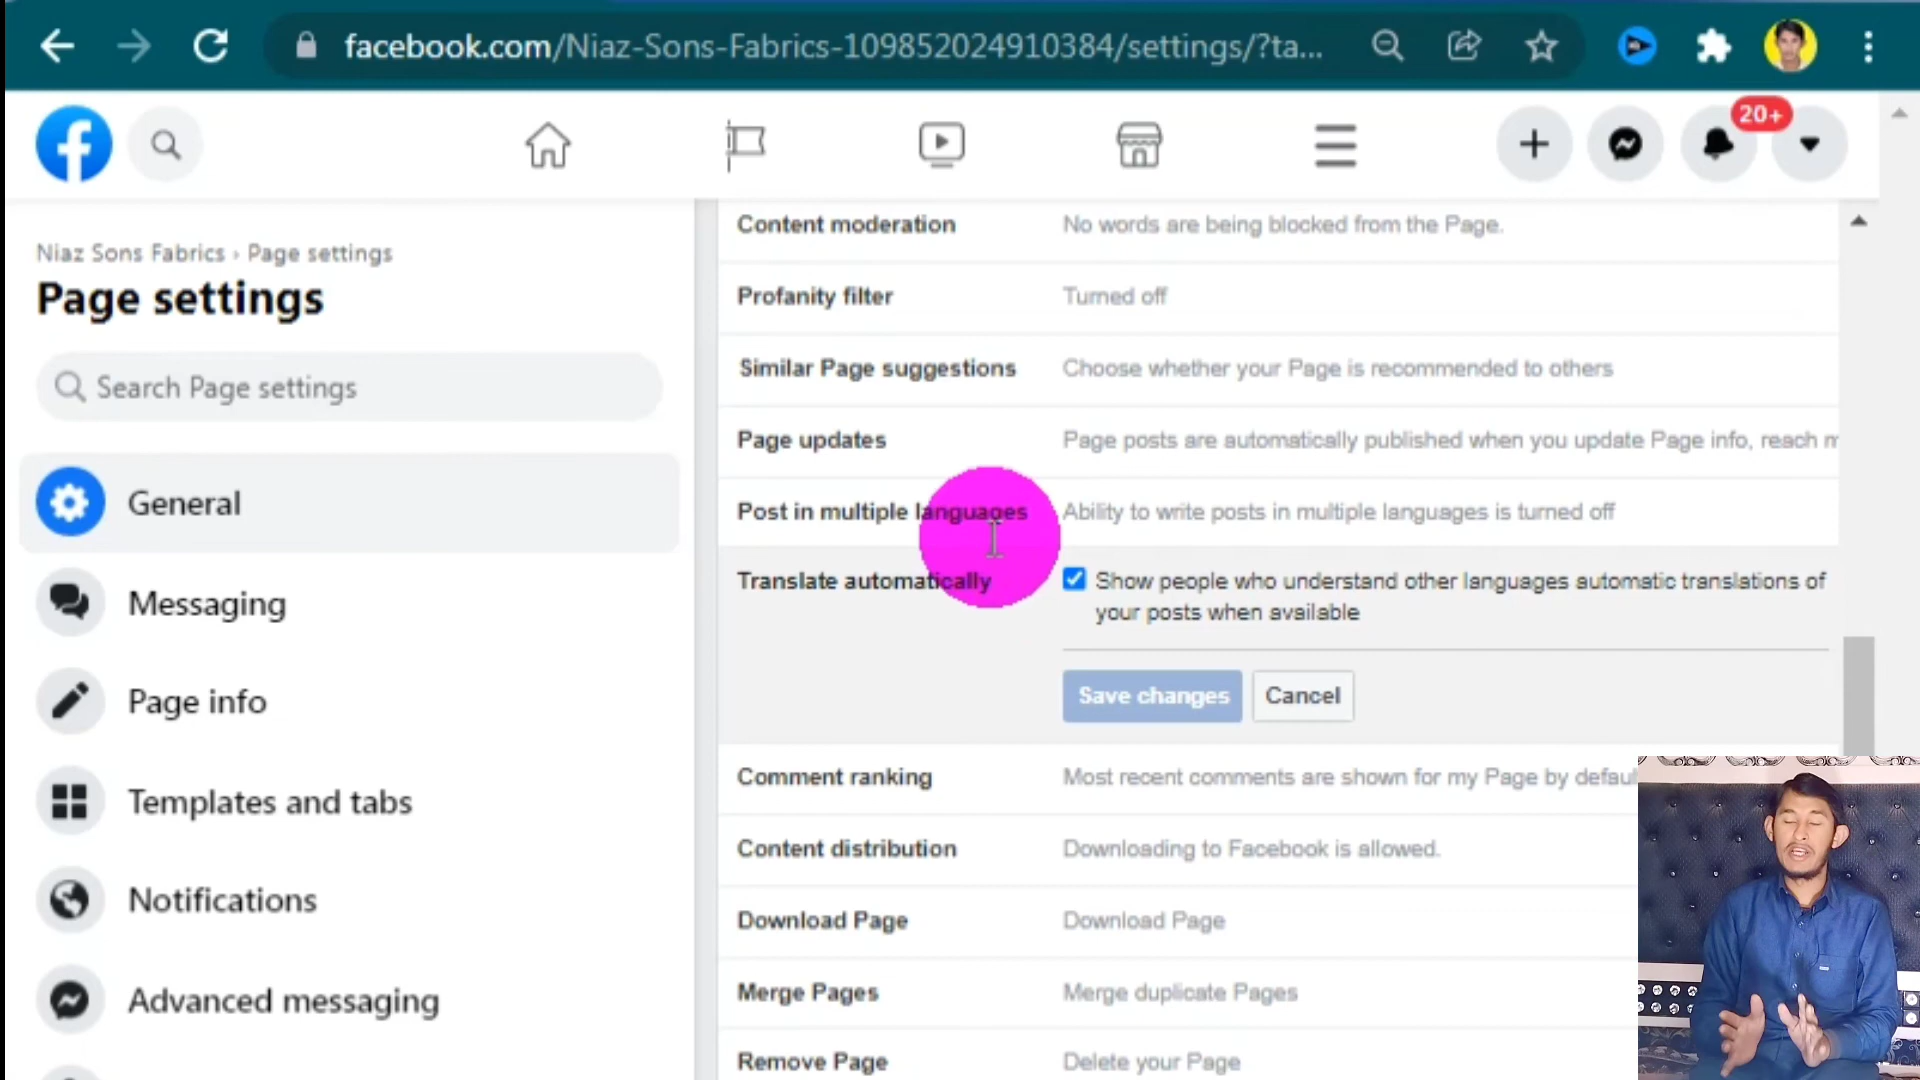 facebook.com/Niaz-Sons-Fabrics-109852024910384/settings/?ta...
20+
Niaz Sons Fabrics › Page settings
Page settings
Search Page settings
General
Messaging
Page info
Templates and tabs
Notifications
Advanced messaging
Content moderation No words are being blocked from the Page.
Profanity filter Turned off
Similar Page suggestions Choose whether your Page is recommended to others
Page updates Page posts are automatically published when you update Page info, reach m
Post in multiple languages Ability to write posts in multiple languages is turned off
Translate automatically Show people who understand other languages automatic translations of
your posts when available
Save changes Cancel
Comment ranking Most recent comments are shown for my Page by defaul
Content distribution Downloading to Facebook is allowed.
Download Page Download Page
Merge Pages Merge duplicate Pages
Remove Page Delete your Page